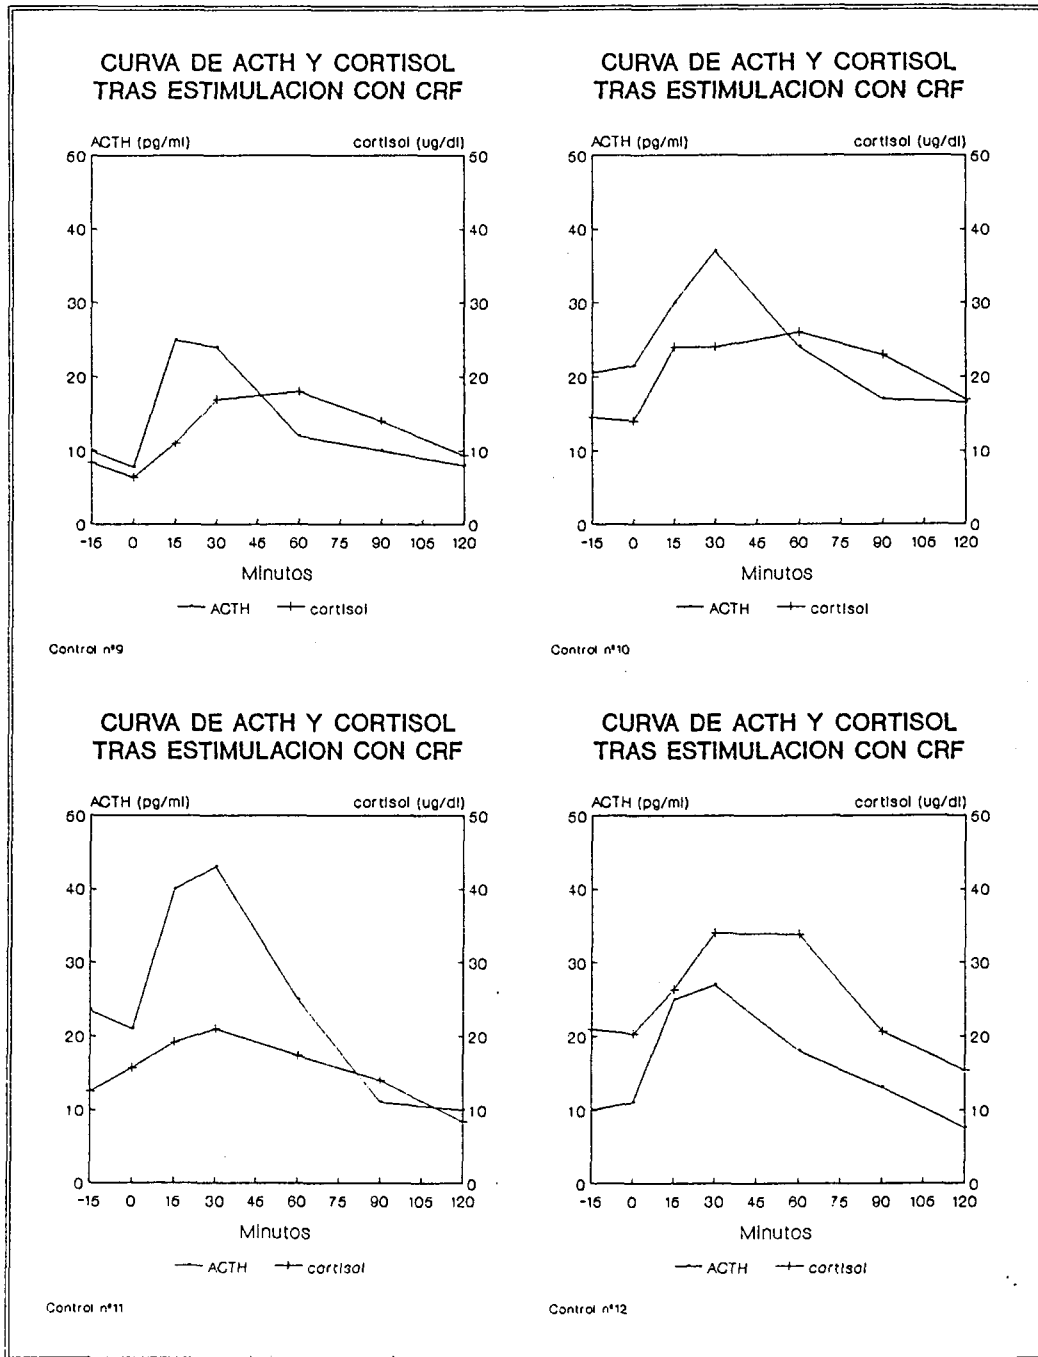 CURVA DE ACTH Y CORTISOL
TRAS ESTIMULACION CON CRF
ACTH (pg/ml) cortisol (ug/dl)
50 50
40 40
30 30
20 20
10 10
0 0
-15 0 15 30 45 60 75 90 105 120
Minutos
ACTH cortisol
Control nº9
CURVA DE ACTH Y CORTISOL
TRAS ESTIMULACION CON CRF
ACTH (pg/ml) cortisol (ug/dl)
50 50
40 40
30 30
20 20
10 10
0 0
-15 0 15 30 45 60 75 90 105 120
Minutos
ACTH cortisol
Control nº10
CURVA DE ACTH Y CORTISOL
TRAS ESTIMULACION CON CRF
ACTH (pg/ml) cortisol (ug/dl)
50 50
40 40
30 30
20 20
10 10
0 0
-15 0 15 30 45 60 75 90 105 120
Minutos
ACTH cortisol
Control nº11
CURVA DE ACTH Y CORTISOL
TRAS ESTIMULACION CON CRF
ACTH (pg/ml) cortisol (ug/dl)
50 50
40 40
30 30
20 20
10 10
0 0
-15 0 15 30 45 60 75 90 105 120
Minutos
ACTH cortisol
Control nº12